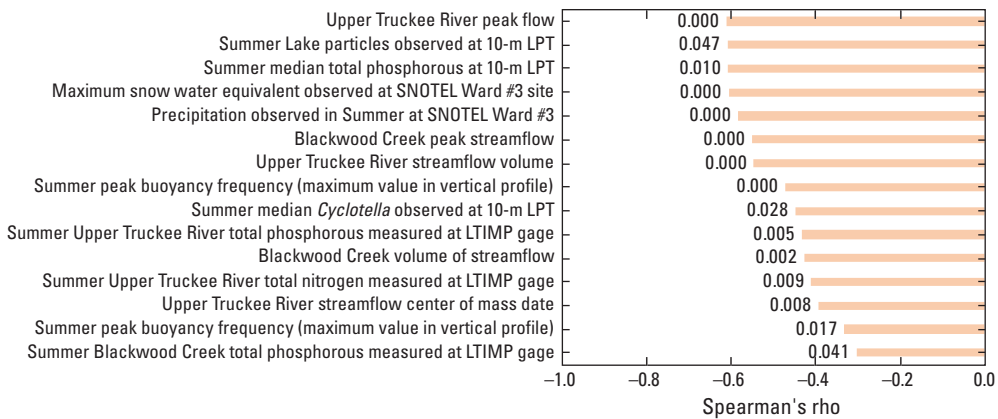 Upper Truckee River peak flow 0.000
Summer Lake particles observed at 10-m LPT 0.047
Summer median total phosphorous at 10-m LPT 0.010
Maximum snow water equivalent observed at SNOTEL Ward #3 site 0.000
Precipitation observed in Summer at SNOTEL Ward #3 0.000
Blackwood Creek peak streamflow 0.000
Upper Truckee River streamflow volume 0.000
Summer peak buoyancy frequency (maximum value in vertical profile) 0.000
Summer median Cyclotella observed at 10-m LPT 0.028
Summer Upper Truckee River total phosphorous measured at LTIMP gage 0.005
Blackwood Creek volume of streamflow 0.002
Summer Upper Truckee River total nitrogen measured at LTIMP gage 0.009
Upper Truckee River streamflow center of mass date 0.008
Summer peak buoyancy frequency (maximum value in vertical profile) 0.017
Summer Blackwood Creek total phosphorous measured at LTIMP gage 0.041
−1.0 −0.8 −0.6 −0.4 −0.2 0.0
Spearman's rho